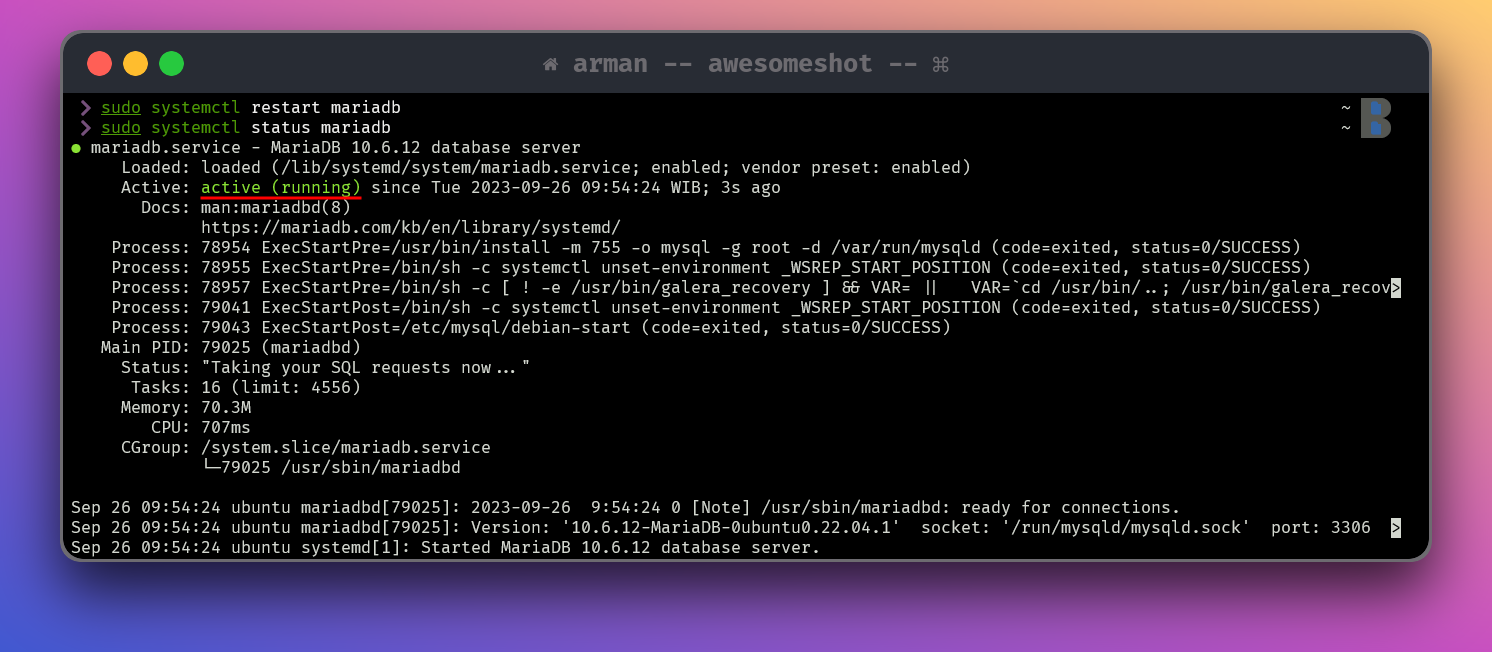 arman -- awesomeshot -- ⌘
❯ sudo systemctl restart mariadb ~
❯ sudo systemctl status mariadb ~
● mariadb.service - MariaDB 10.6.12 database server
Loaded: loaded (/lib/systemd/system/mariadb.service; enabled; vendor preset: enabled)
Active: active (running) since Tue 2023-09-26 09:54:24 WIB; 3s ago
Docs: man:mariadbd(8)
https://mariadb.com/kb/en/library/systemd/
Process: 78954 ExecStartPre=/usr/bin/install -m 755 -o mysql -g root -d /var/run/mysqld (code=exited, status=0/SUCCESS)
Process: 78955 ExecStartPre=/bin/sh -c systemctl unset-environment _WSREP_START_POSITION (code=exited, status=0/SUCCESS)
Process: 78957 ExecStartPre=/bin/sh -c [ ! -e /usr/bin/galera_recovery ] && VAR= ||   VAR=`cd /usr/bin/..; /usr/bin/galera_recov>
Process: 79041 ExecStartPost=/bin/sh -c systemctl unset-environment _WSREP_START_POSITION (code=exited, status=0/SUCCESS)
Process: 79043 ExecStartPost=/etc/mysql/debian-start (code=exited, status=0/SUCCESS)
Main PID: 79025 (mariadbd)
Status: "Taking your SQL requests now..."
Tasks: 16 (limit: 4556)
Memory: 70.3M
CPU: 707ms
CGroup: /system.slice/mariadb.service
└─79025 /usr/sbin/mariadbd
Sep 26 09:54:24 ubuntu mariadbd[79025]: 2023-09-26  9:54:24 0 [Note] /usr/sbin/mariadbd: ready for connections.
Sep 26 09:54:24 ubuntu mariadbd[79025]: Version: '10.6.12-MariaDB-0ubuntu0.22.04.1'  socket: '/run/mysqld/mysqld.sock'  port: 3306  >
Sep 26 09:54:24 ubuntu systemd[1]: Started MariaDB 10.6.12 database server.